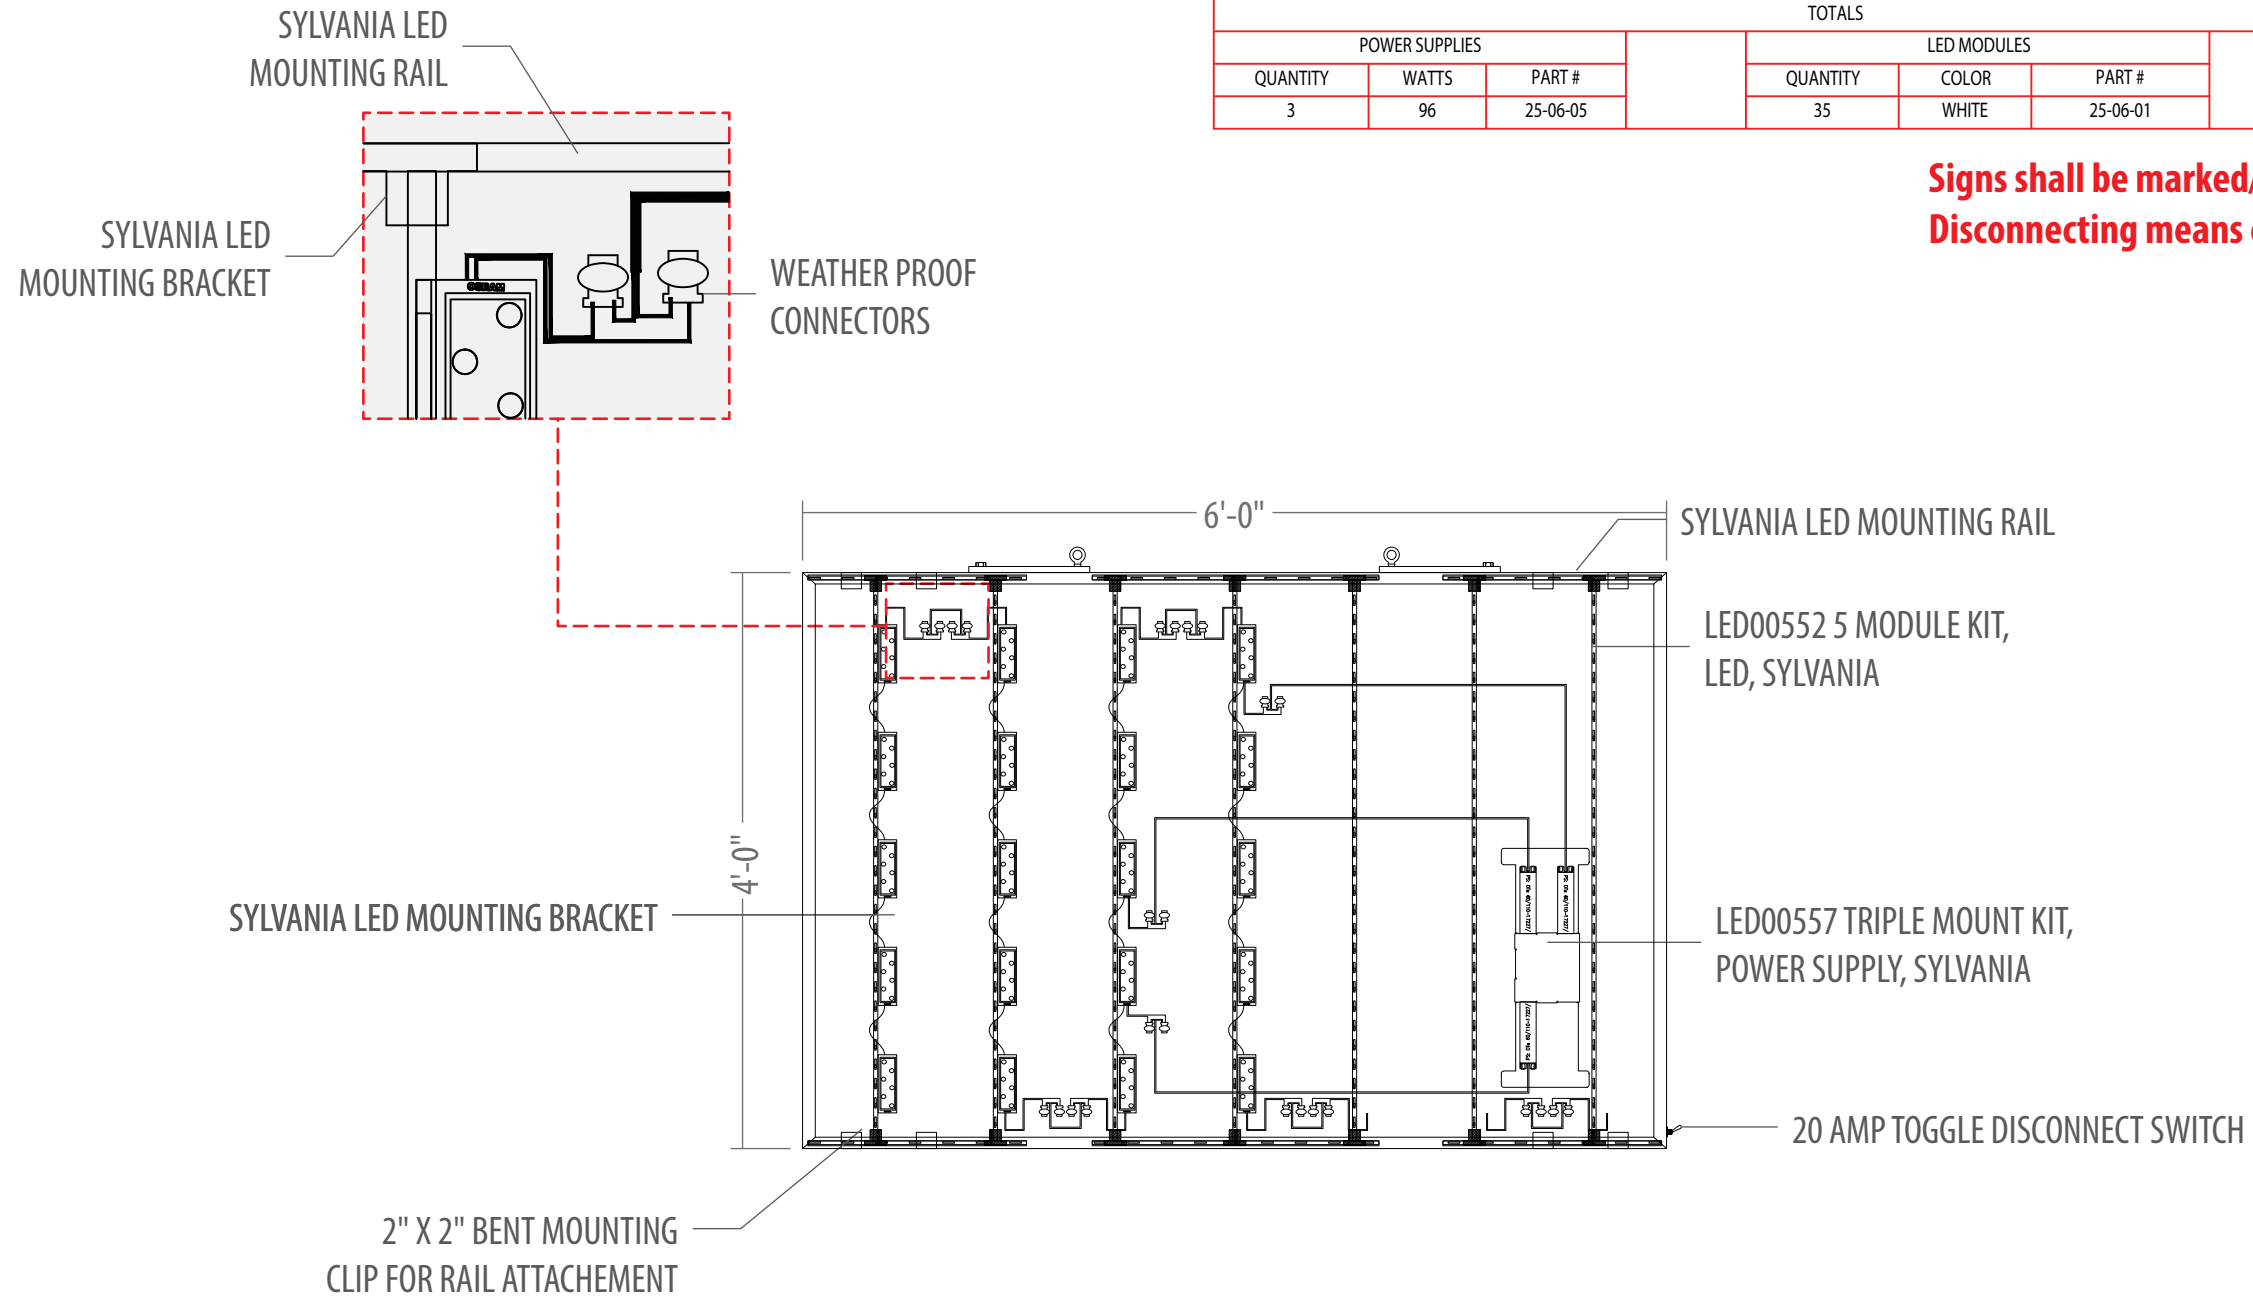 SYLVANIA LED
MOUNTING RAIL
TOTALS
POWER SUPPLIES
LED MODULES
QUANTITY WATTS PART #
QUANTITY COLOR PART #
3 96 25-06-05
35 WHITE 25-06-01
Signs shall be marked/
Disconnecting means
SYLVANIA LED
MOUNTING BRACKET
OSRAM
WEATHER PROOF
CONNECTORS
6'-0"
SYLVANIA LED MOUNTING RAIL
LED00552 5 MODULE KIT,
LED, SYLVANIA
4'-0"
SYLVANIA LED MOUNTING BRACKET
LED00557 TRIPLE MOUNT KIT,
POWER SUPPLY, SYLVANIA
20 AMP TOGGLE DISCONNECT SWITCH
2" X 2" BENT MOUNTING
CLIP FOR RAIL ATTACHEMENT